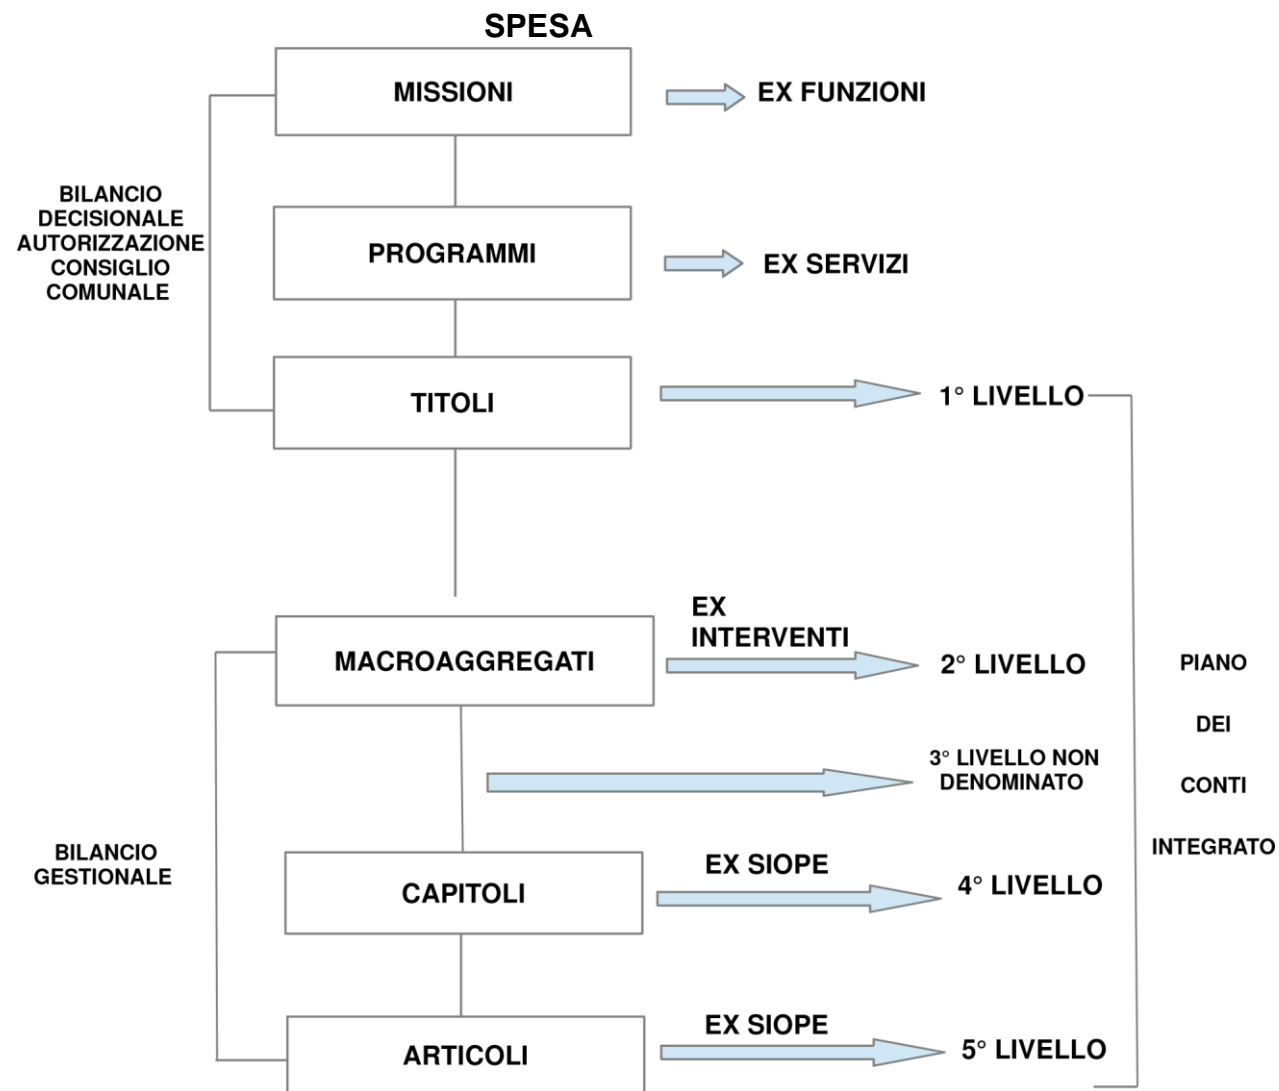 SPESA
MISSIONI
EX FUNZIONI
BILANCIO
DECISIONALE
AUTORIZZAZIONE
CONSIGLIO
COMUNALE
PROGRAMMI
EX SERVIZI
TITOLI
1° LIVELLO
EX
INTERVENTI
MACROAGGREGATI
2° LIVELLO
PIANO
DEI
CONTI
INTEGRATO
3° LIVELLO NON
DENOMINATO
BILANCIO
GESTIONALE
CAPITOLI
EX SIOPE
4° LIVELLO
ARTICOLI
EX SIOPE
5° LIVELLO